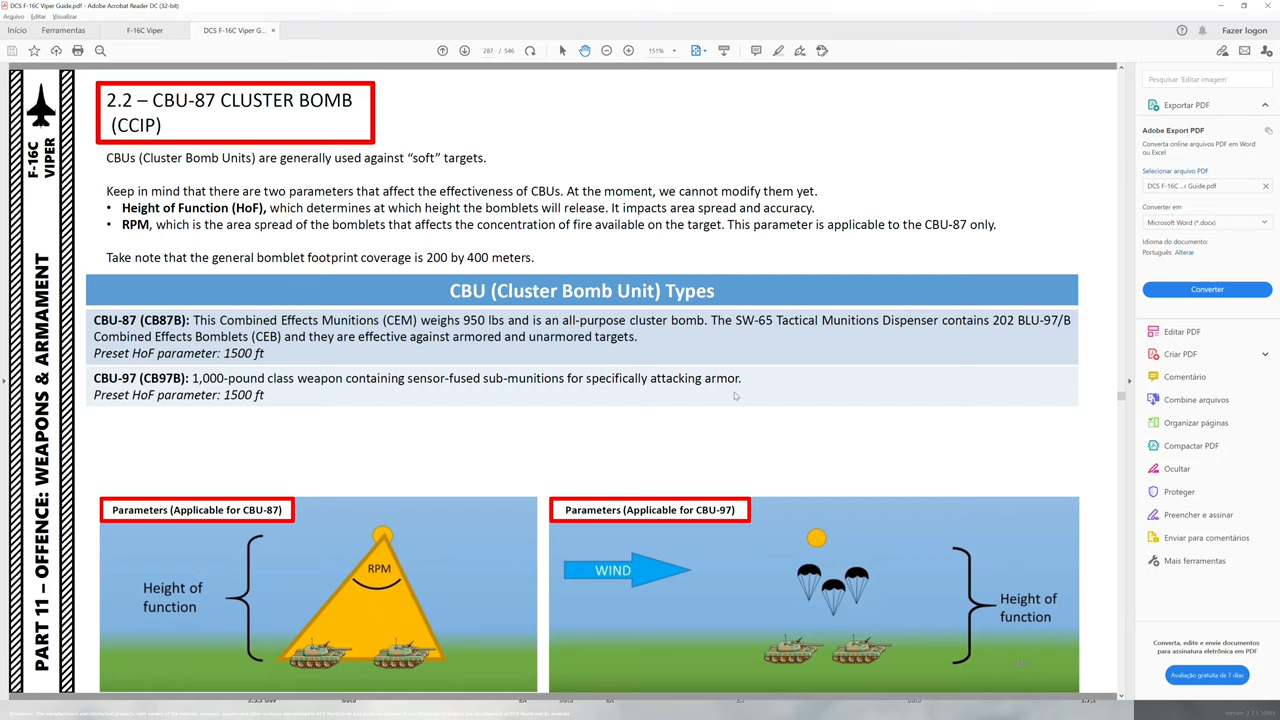 DCS F-16C Viper Guide.pdf - Adobe Acrobat Reader DC (32-bit)
Arquivo Editar Visualizar
Início Ferramentas F-16C Viper DCS F-16C Viper G... × Fazer logon
287 / 546 151%
F-16C
VIPER
PART 11 – OFFENCE: WEAPONS & ARMAMENT
2.2 – CBU-87 CLUSTER BOMB
(CCIP)
CBUs (Cluster Bomb Units) are generally used against “soft” targets.
Keep in mind that there are two parameters that affect the effectiveness of CBUs. At the moment, we cannot modify them yet.
• Height of Function (HoF), which determines at which height the bomblets will release. It impacts area spread and accuracy.
• RPM, which is the area spread of the bomblets that affects the concentration of fire available on the target. This parameter is applicable to the CBU-87 only.
Take note that the general bomblet footprint coverage is 200 by 400 meters.
CBU (Cluster Bomb Unit) Types
CBU-87 (CB87B): This Combined Effects Munitions (CEM) weighs 950 lbs and is an all-purpose cluster bomb. The SW-65 Tactical Munitions Dispenser contains 202 BLU-97/B
Combined Effects Bomblets (CEB) and they are effective against armored and unarmored targets.
Preset HoF parameter: 1500 ft
CBU-97 (CB97B): 1,000-pound class weapon containing sensor-fused sub-munitions for specifically attacking armor.
Preset HoF parameter: 1500 ft
Parameters (Applicable for CBU-87)
RPM
Height of
function
Parameters (Applicable for CBU-97)
WIND
Height of
function
Pesquisar 'Editar imagem'
Exportar PDF
Adobe Export PDF
Converta arquivos PDF em Word
ou Excel online
Selecionar arquivo PDF
DCS F-16C ...r Guide.pdf ×
Converter em
Microsoft Word (*.docx)
Idioma do documento:
Português Alterar
Converter
Editar PDF
Criar PDF
Comentário
Combine arquivos
Organizar páginas
Compactar PDF
Ocultar
Proteger
Preencher e assinar
Enviar para comentários
Mais ferramentas
Converta, edite e envie documentos
para assinatura eletrônica em PDF
Avaliação gratuita de 7 dias